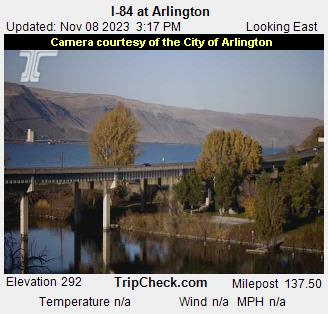 I-84 at Arlington
Updated: Nov 08 2023 3:17 PM Looking East
Camera courtesy of the City of Arlington
Elevation 292 TripCheck.com Milepost 137.50
Temperature n/a Wind n/a MPH n/a